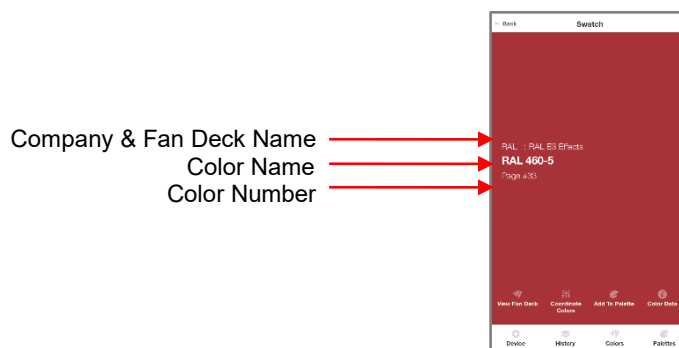 Back Swatch
Company & Fan Deck Name
Color Name
Color Number
RAL : RAL E3 Effects
RAL 460-5
Page #33
View Fan Deck Coordinate Colors Add To Palette Color Data
Device History Colors Palettes